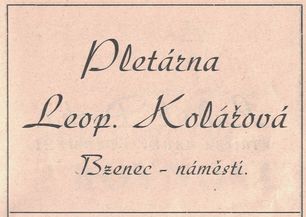 Pletárna
Leop. Kolářová
Bzenec - náměstí.